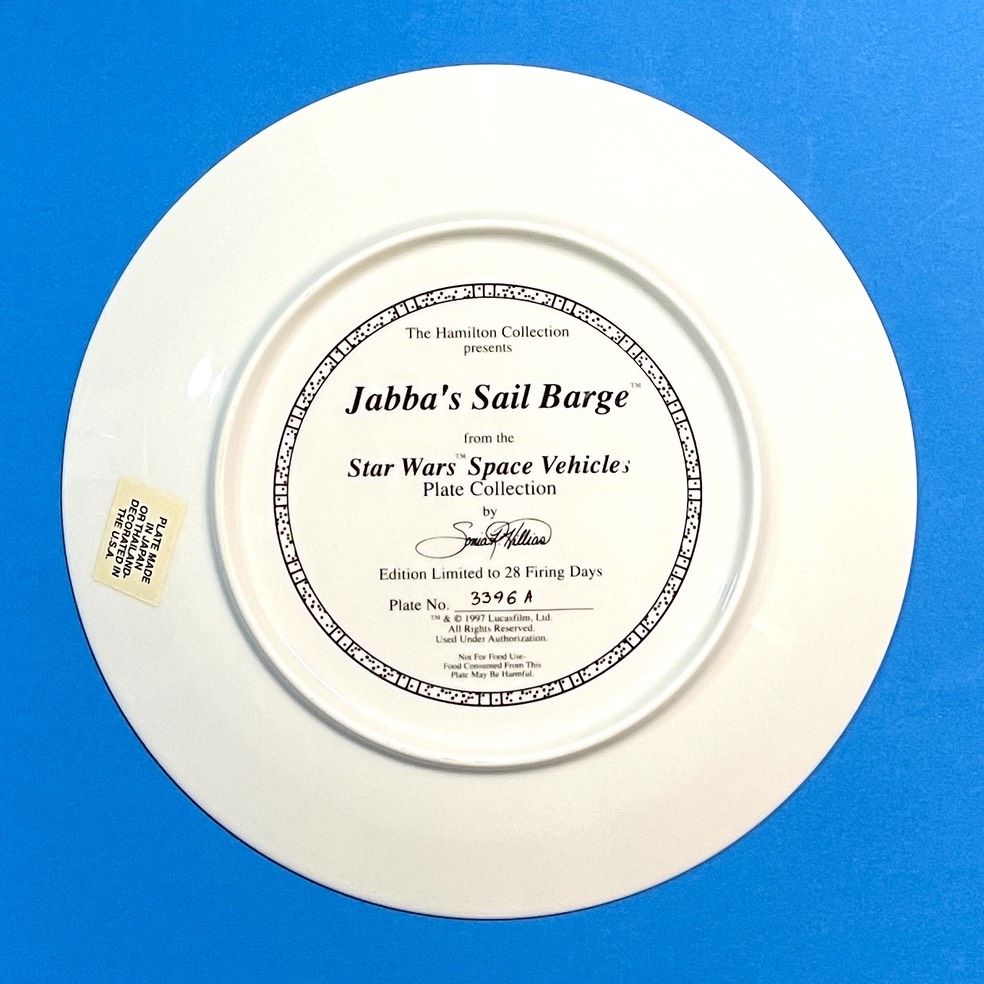 The Hamilton Collection
presents
Jabba's Sail Barge™
from the
Star Wars™ Space Vehicles
Plate Collection
by
Edition Limited to 28 Firing Days
Plate No. 3396 A
™ & © 1997 Lucasfilm, Ltd.
All Rights Reserved.
Used Under Authorization.
Not For Food Use-
Food Consumed From This
Plate May Be Harmful.
PLATE MADE
IN JAPAN
OR THAILAND-
DECORATED IN
THE U.S.A.